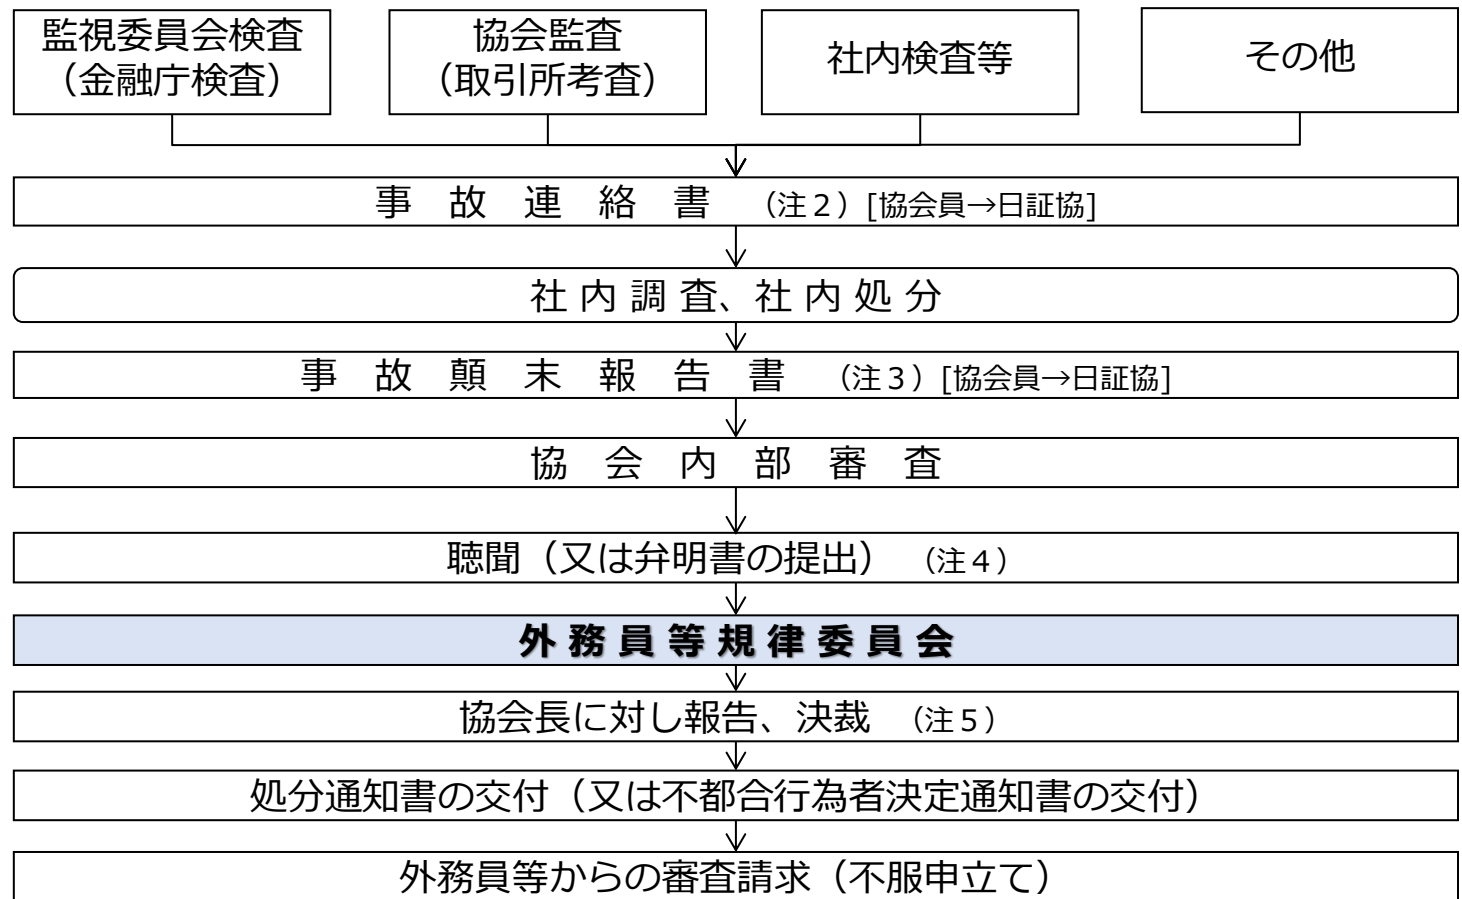 監視委員会検査
（金融庁検査）
協会監査
（取引所考査）
社内検査等
その他
事　故　連　絡　書　（注２）[協会員→日証協]
社 内 調 査、社 内 処 分
事　故　顛　末　報　告　書　（注３）[協会員→日証協]
協　会　内　部　審　査
聴聞（又は弁明書の提出）　（注４）
外 務 員 等 規 律 委 員 会
協会長に対し報告、決裁　（注５）
処分通知書の交付（又は不都合行為者決定通知書の交付）
外務員等からの審査請求（不服申立て）